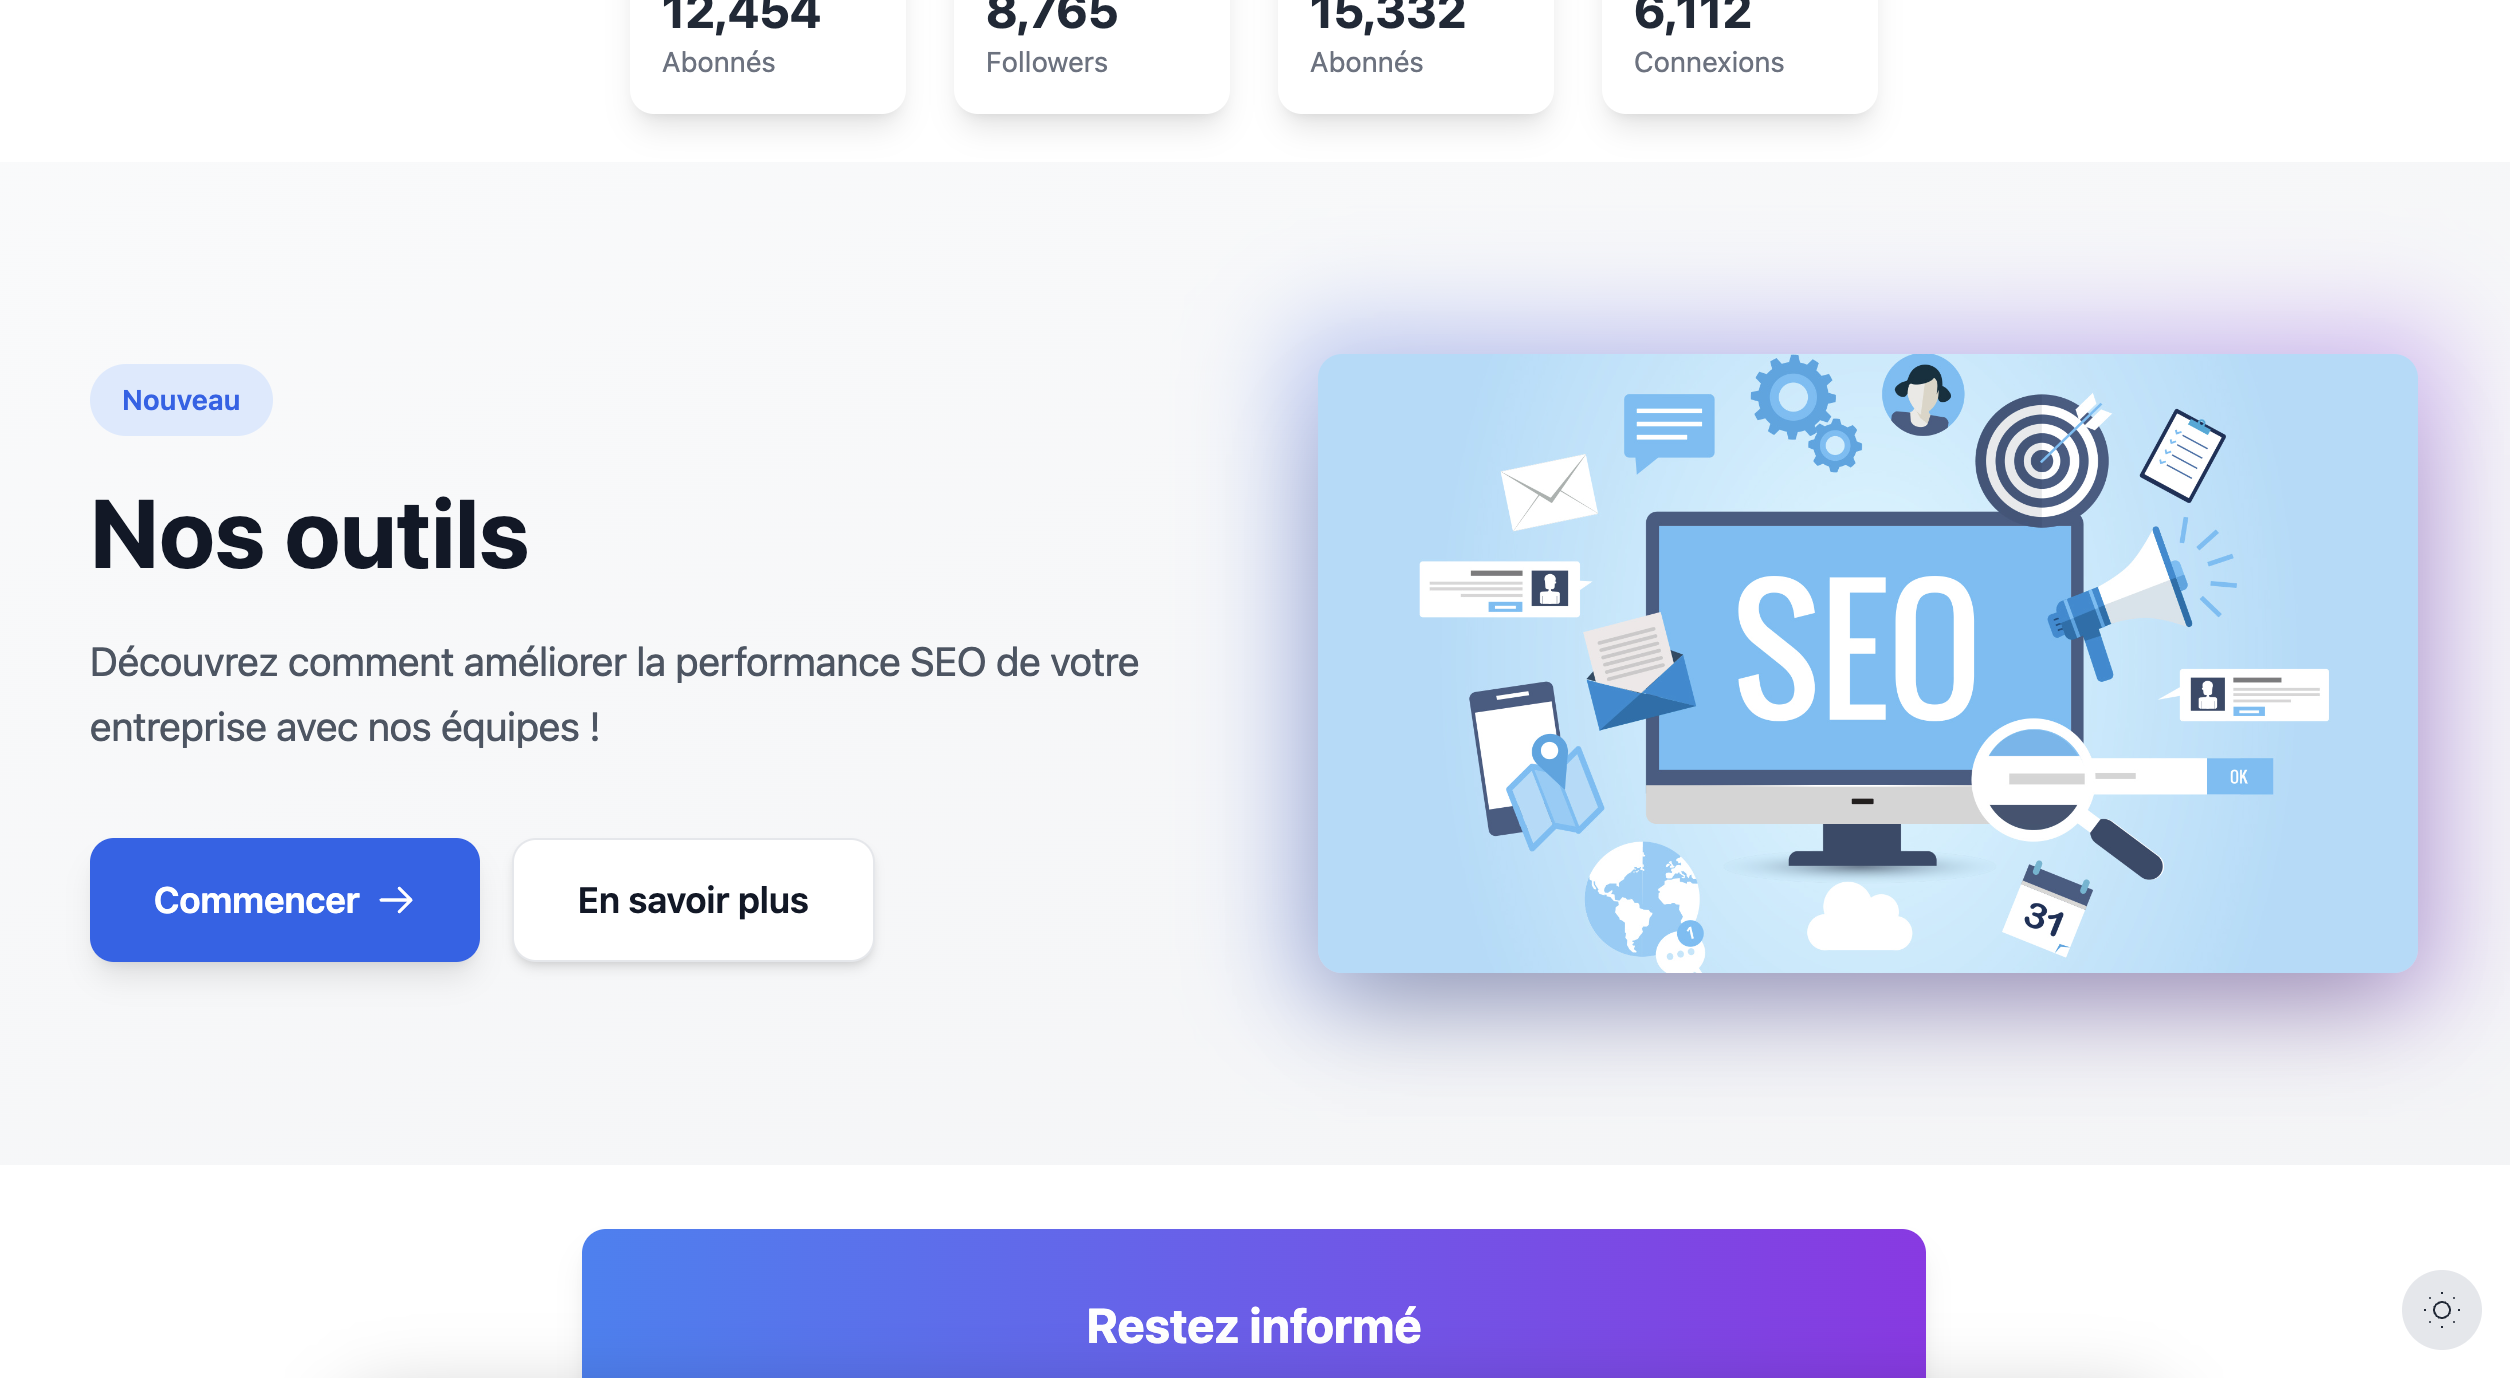 12,454
8,765
15,332
6,112
Abonnés
Followers
Abonnés
Connexions
Nouveau
Nos outils
Découvrez comment améliorer la performance SEO de votre
entreprise avec nos équipes !
Commencer →
En savoir plus
SEO
OK
1
31
Restez informé